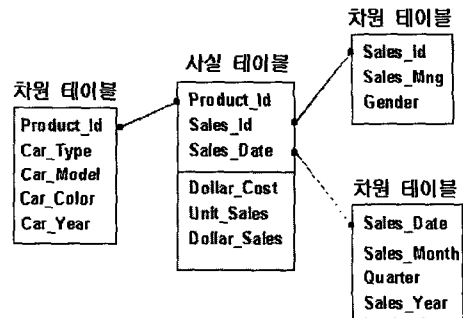 차원 테이블
Product_Id
Car_Type
Car_Model
Car_Color
Car_Year
사실 테이블
Product_Id
Sales_Id
Sales_Date
Dollar_Cost
Unit_Sales
Dollar_Sales
차원 테이블
Sales_Id
Sales_Mng
Gender
차원 테이블
Sales_Date
Sales_Month
Quarter
Sales_Year